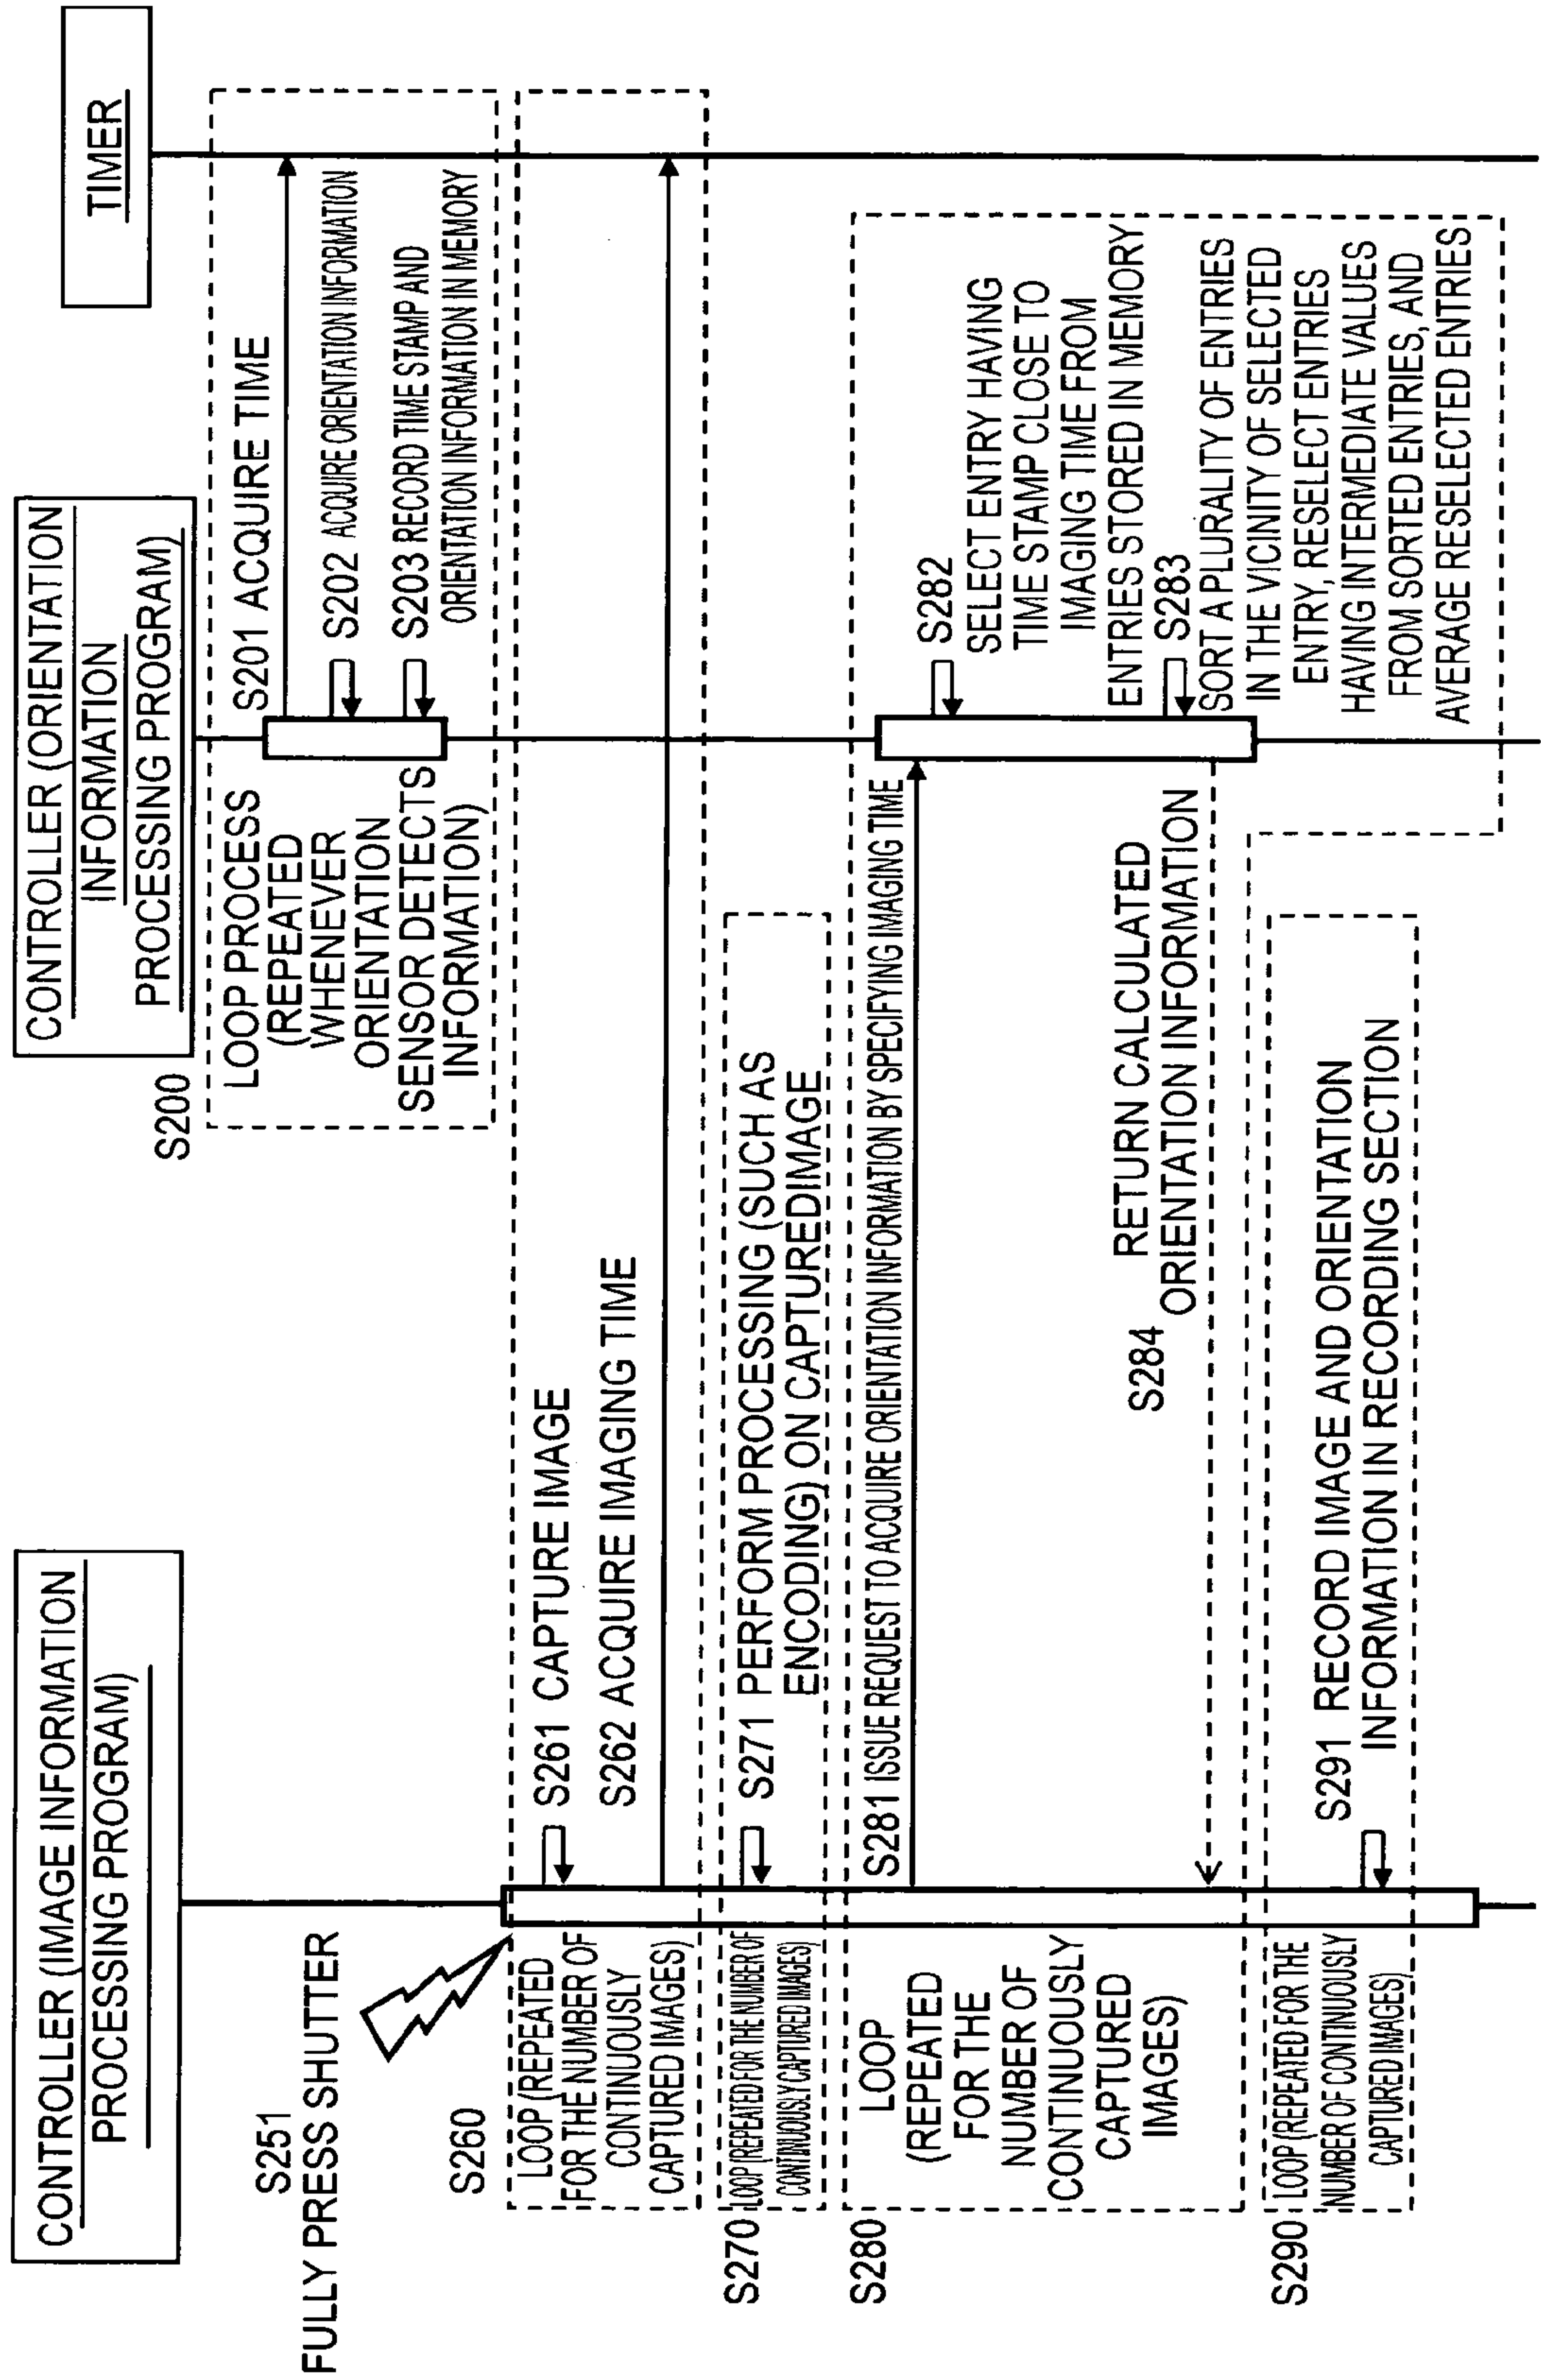 CONTROLLER (IMAGE INFORMATION
PROCESSING PROGRAM)
CONTROLLER (ORIENTATION
INFORMATION
PROCESSING PROGRAM)
TIMER
S200
LOOP PROCESS
(REPEATED
WHENEVER
ORIENTATION
SENSOR DETECTS
INFORMATION)
S201 ACQUIRE TIME
S202 ACQUIRE ORIENTATION INFORMATION
S203 RECORD TIME STAMP AND
ORIENTATION INFORMATION IN MEMORY
S251
FULLY PRESS SHUTTER
S260
LOOP (REPEATED
FOR THE NUMBER OF
CONTINUOUSLY
CAPTURED IMAGES)
S261 CAPTURE IMAGE
S262 ACQUIRE IMAGING TIME
S270
LOOP (REPEATED FOR THE NUMBER OF
CONTINUOUSLY CAPTURED IMAGES)
S271 PERFORM PROCESSING (SUCH AS
ENCODING) ON CAPTUREDIMAGE
S280
LOOP
(REPEATED
FOR THE
NUMBER OF
CONTINUOUSLY
CAPTURED
IMAGES)
S281 ISSUE REQUEST TO ACQUIRE ORIENTATION INFORMATION BY SPECIFYING IMAGING TIME
S282
SELECT ENTRY HAVING
TIME STAMP CLOSE TO
IMAGING TIME FROM
ENTRIES STORED IN MEMORY
S283
SORT A PLURALITY OF ENTRIES
IN THE VICINITY OF SELECTED
ENTRY, RESELECT ENTRIES
HAVING INTERMEDIATE VALUES
FROM SORTED ENTRIES, AND
AVERAGE RESELECTED ENTRIES
S284
RETURN CALCULATED
ORIENTATION INFORMATION
S290
LOOP (REPEATED FOR THE
NUMBER OF CONTINUOUSLY
CAPTURED IMAGES)
S291 RECORD IMAGE AND ORIENTATION
INFORMATION IN RECORDING SECTION